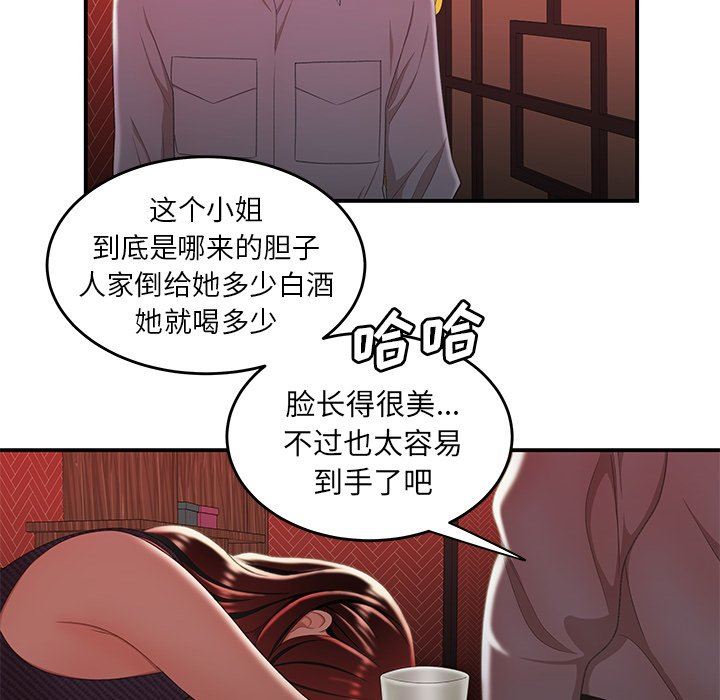 这个小姐
到底是哪来的胆子
人家倒给她多少白酒
她就喝多少
哈哈
脸长得很美...
不过也太容易
到手了吧